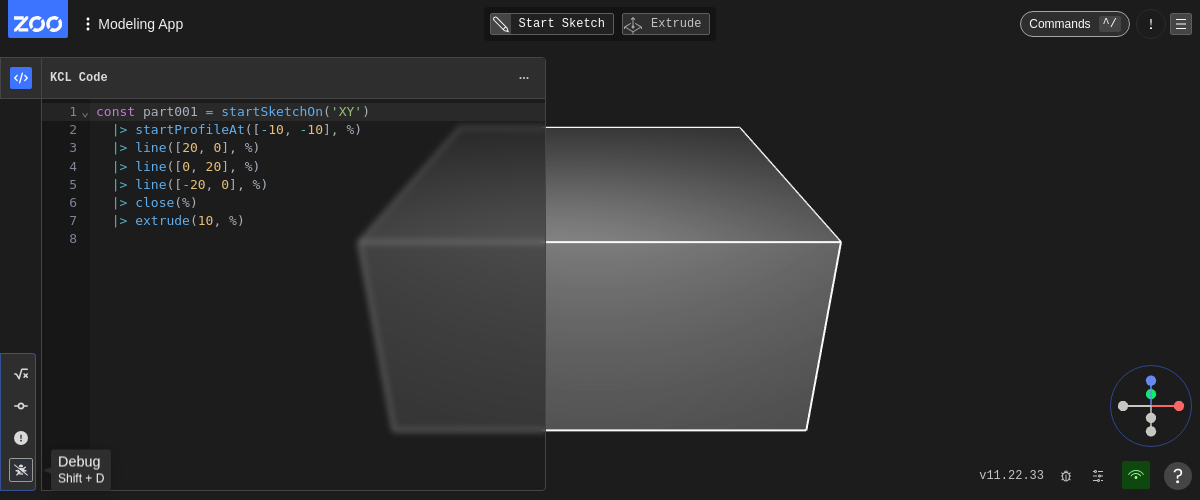 ZOO
Modeling App
Start Sketch
Extrude
Commands ^/
!
KCL Code
...
1 const part001 = startSketchOn('XY')
2 |> startProfileAt([-10, -10], %)
3 |> line([20, 0], %)
4 |> line([0, 20], %)
5 |> line([-20, 0], %)
6 |> close(%)
7 |> extrude(10, %)
8
Debug
Shift + D
v11.22.33
?